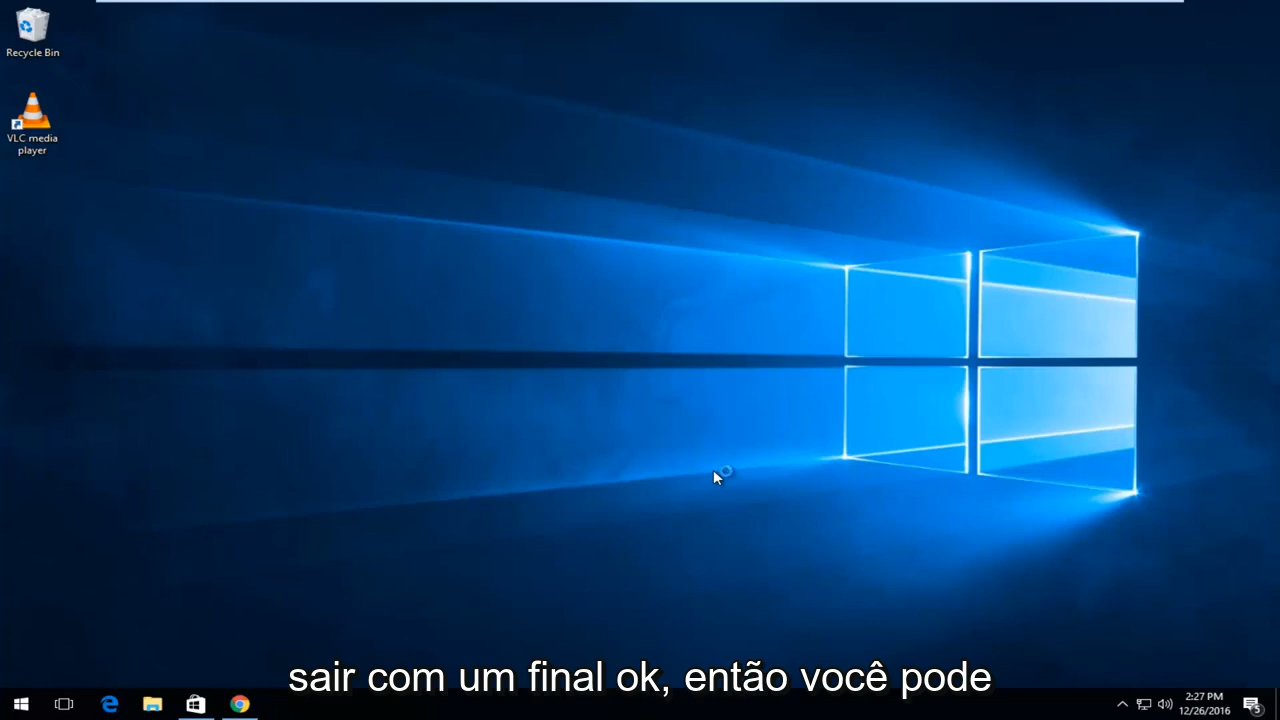 Recycle Bin
VLC media
player
sair com um final ok, então você pode
2:27 PM
12/26/2016
5